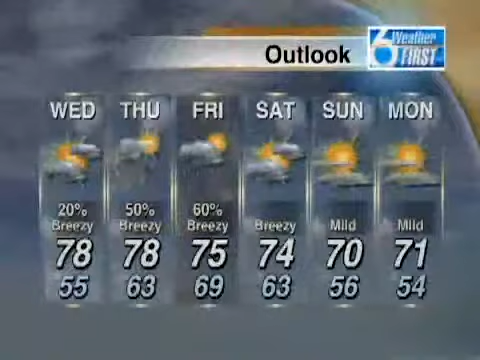 Outlook
6 Weather FIRST
WED THU FRI SAT SUN MON
20% 50% 60%
Breezy Breezy Breezy Breezy Mild Mild
78 78 75 74 70 71
55 63 69 63 56 54